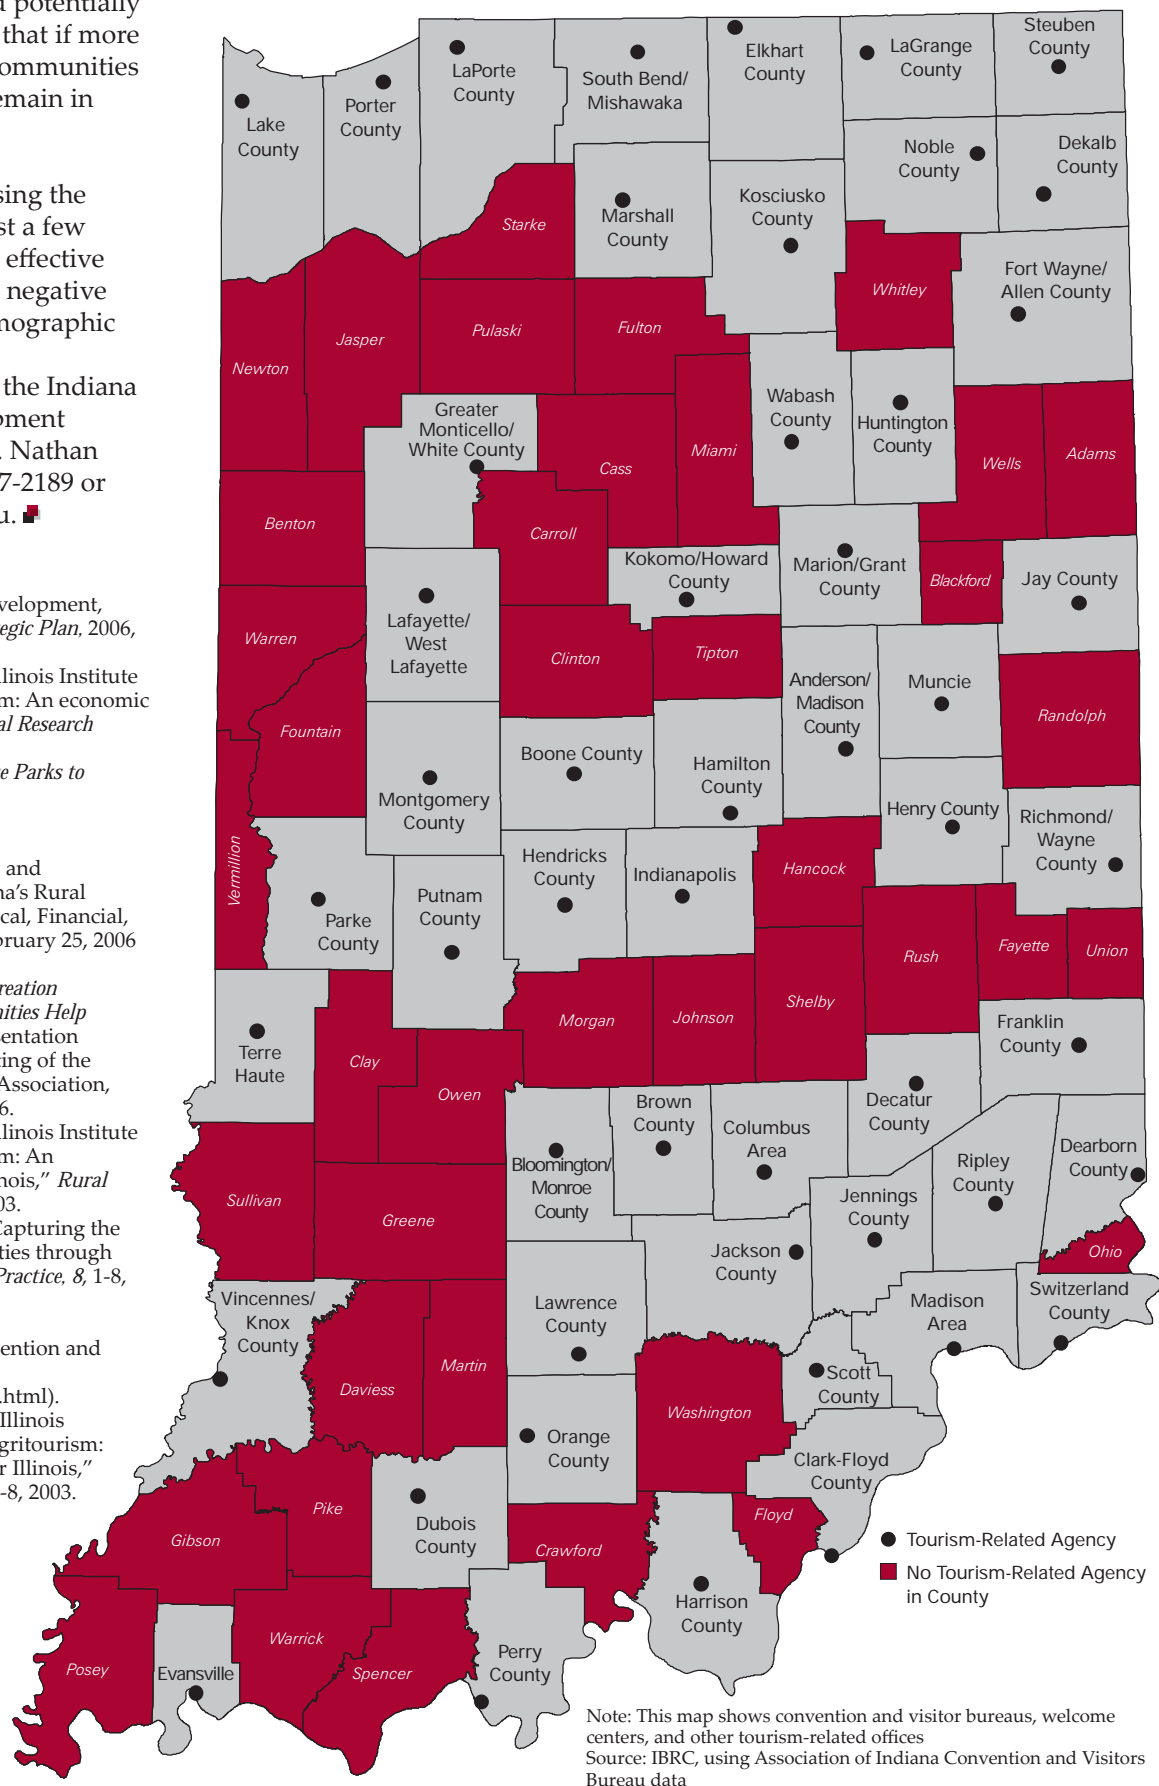 d potentially
that if more
ommunities
emain in
sing the
st a few
effective
negative
mographic
the Indiana
opment
. Nathan
7-2189 or
u.
velopment,
egic Plan, 2006,
llinois Institute
m: An economic
al Research
e Parks to
and
na's Rural
cal, Financial,
bruary 25, 2006
reation
nities Help
sentation
ting of the
Association,
6.
llinois Institute
m: An
nois," Rural
03.
Capturing the
ties through
Practice, 8, 1-8,
vention and
.html).
Illinois
gritourism:
r Illinois,"
-8, 2003.
Lake
County
Porter
County
LaPorte
County
South Bend/
Mishawaka
Elkhart
County
LaGrange
County
Steuben
County
Noble
County
Dekalb
County
Starke
Marshall
County
Kosciusko
County
Whitley
Fort Wayne/
Allen County
Newton
Jasper
Pulaski
Fulton
Greater
Monticello/
White County
Cass
Miami
Wabash
County
Huntington
County
Wells
Adams
Benton
Carroll
Kokomo/Howard
County
Marion/Grant
County
Blackford
Jay County
Warren
Lafayette/
West
Lafayette
Clinton
Tipton
Anderson/
Madison
County
Muncie
Randolph
Fountain
Montgomery
County
Boone County
Hamilton
County
Henry County
Richmond/
Wayne
County
Vermillion
Parke
County
Putnam
County
Hendricks
County
Indianapolis
Hancock
Rush
Fayette
Union
Terre
Haute
Clay
Owen
Morgan
Johnson
Shelby
Franklin
County
Decatur
County
Sullivan
Greene
Bloomington/
Monroe
County
Brown
County
Columbus
Area
Jennings
County
Ripley
County
Dearborn
County
Ohio
Jackson
County
Switzerland
County
Madison
Area
Vincennes/
Knox
County
Daviess
Martin
Lawrence
County
Orange
County
Washington
Scott
County
Clark-Floyd
County
Gibson
Pike
Dubois
County
Crawford
Floyd
Harrison
County
Posey
Evansville
Warrick
Spencer
Perry
County
Tourism-Related Agency
No Tourism-Related Agency
in County
Note: This map shows convention and visitor bureaus, welcome
centers, and other tourism-related offices
Source: IBRC, using Association of Indiana Convention and Visitors
Bureau data